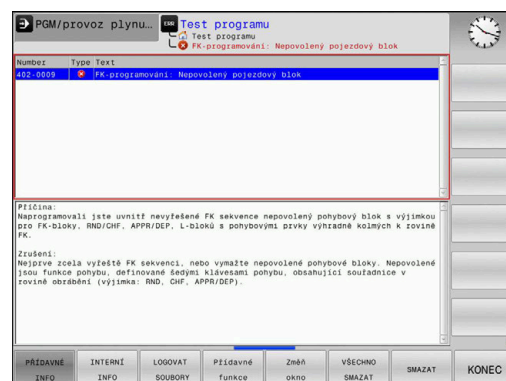 PGM/provoz plynu…
Test programu
Test programu
FK-programování: Nepovolený pojezdový blok
Number Type Text
402-0009 FK-programování: Nepovolený pojezdový blok
Příčina:
Naprogramovali jste uvnitř nevyřešené FK sekvence nepovolený pohybový blok s výjimkou
pro FK-bloky, RND/CHF, APPR/DEP, L-bloků s pohybovými prvky výhradně kolmých k rovině
FK.
Zrušení:
Nejprve zcela vyřeště FK sekvenci, nebo vymažte nepovolené pohybové bloky. Nepovolené
jsou funkce pohybu, definované šedými klávesami pohybu, obsahující souřadnice v
rovině obrábění (výjimka: RND, CHF, APPR/DEP).
PŘÍDAVNÉ
INFO
INTERNÍ
INFO
LOGOVAT
SOUBORY
Přídavné
funkce
Změň
okno
VŠECHNO
SMAZAT
SMAZAT
KONEC